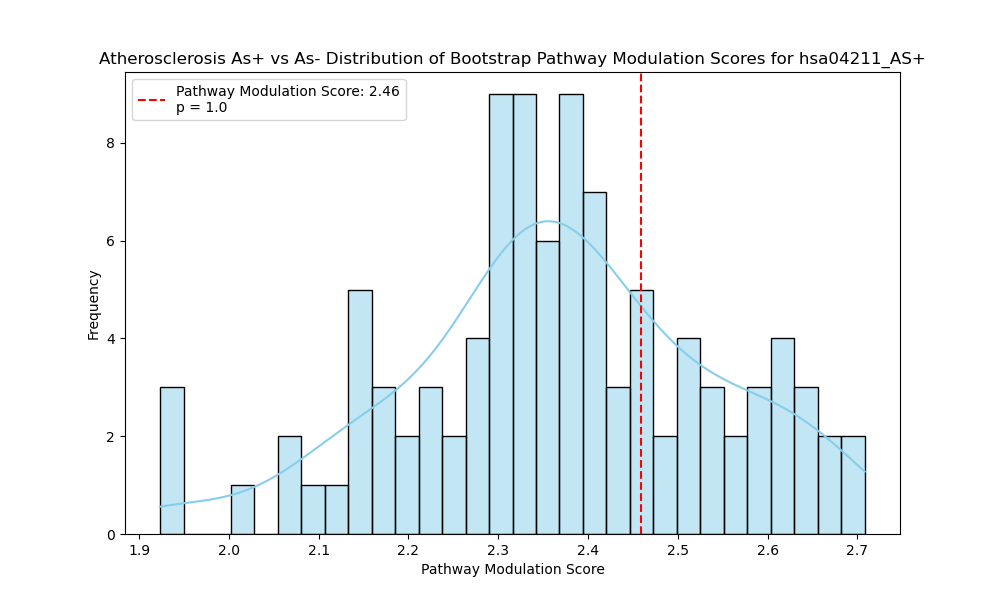 Atherosclerosis As+ vs As- Distribution of Bootstrap Pathway Modulation Scores for hsa04211_AS+
Pathway Modulation Score: 2.46
p = 1.0
Frequency
8
6
4
2
0
1.9 2.0 2.1 2.2 2.3 2.4 2.5 2.6 2.7
Pathway Modulation Score